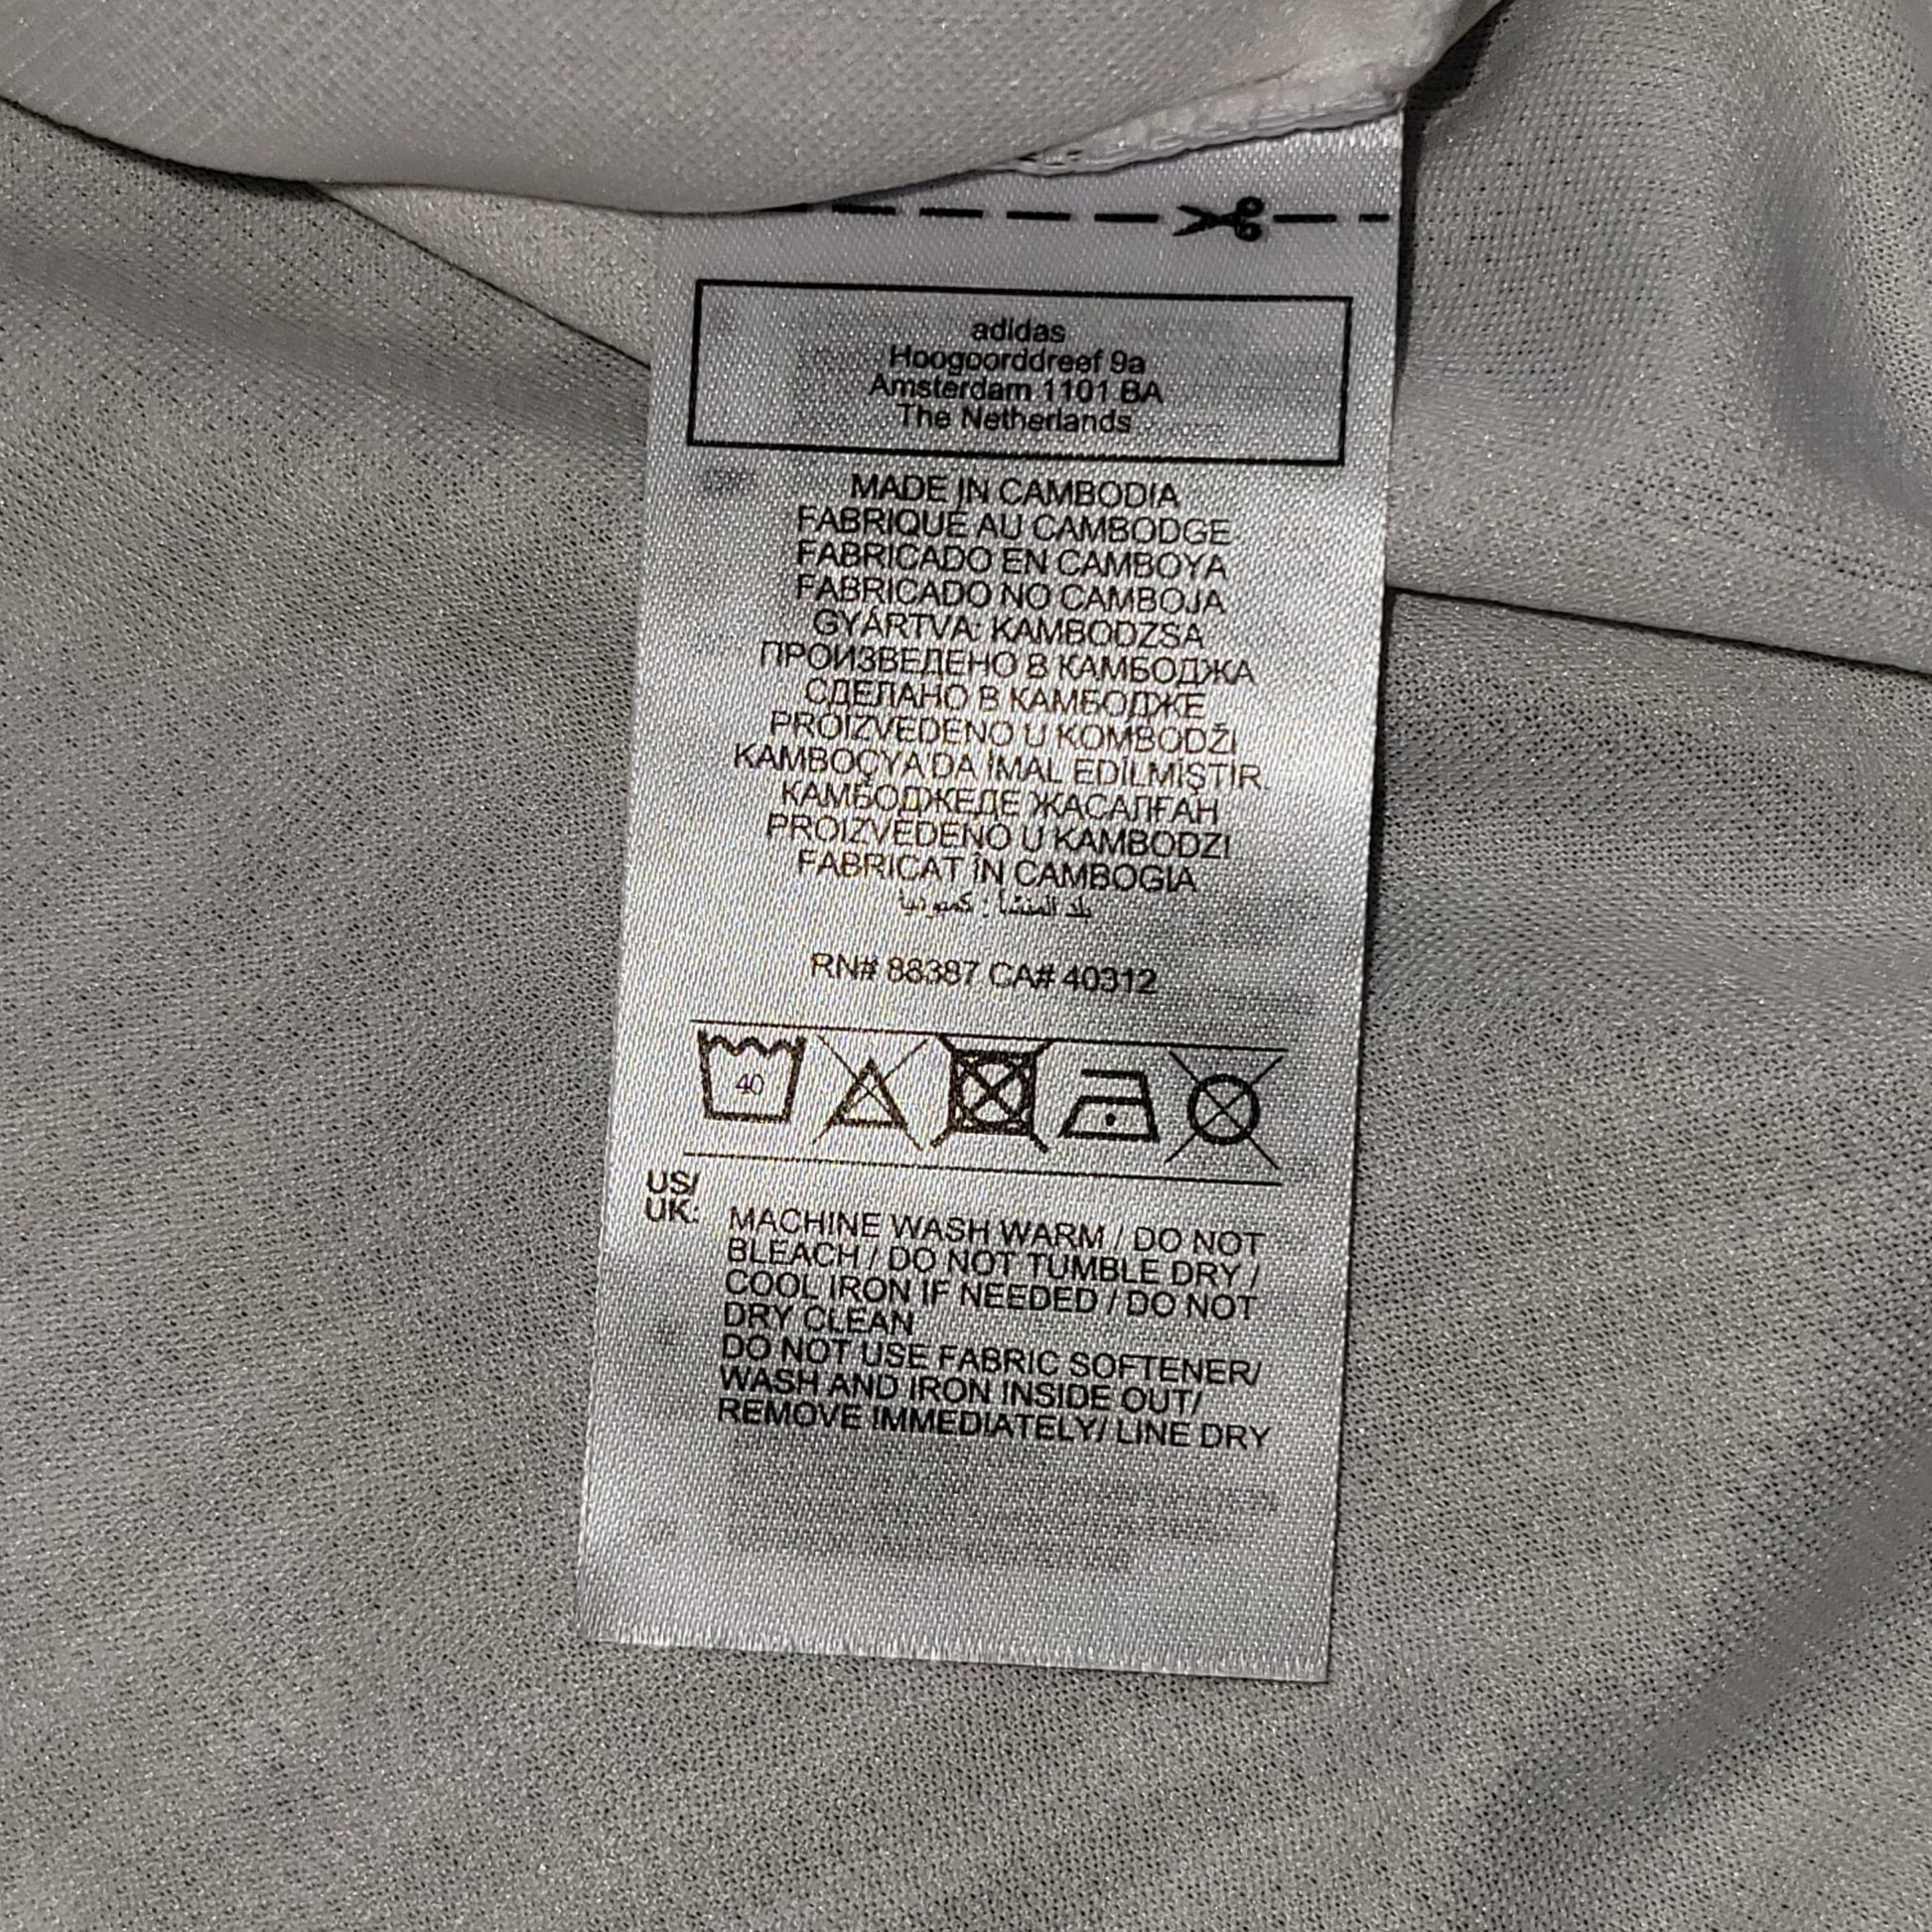 adidas
Hoogoorddreef 9a
Amsterdam 1101 BA
The Netherlands
MADE IN CAMBODIA
FABRIQUÉ AU CAMBODGE
FABRICADO EN CAMBOYA
FABRICADO NO CAMBOJA
GYÁRTVA: KAMBODZSA
ПРОИЗВЕДЕНО В КАМБОДЖА
СДЕЛАНО В КАМБОДЖЕ
PROIZVEDENO U KOMBODŽI
KAMBOÇYA'DA İMAL EDİLMİŞTİR.
КАМБОДЖЕДЕ ЖАСАЛҒАН
PROIZVEDENO U KAMBODZI
FABRICAT ÎN CAMBOGIA
بلد المنشأ : كمبوديا
RN# 88387 CA# 40312
40
US/
UK: MACHINE WASH WARM / DO NOT
BLEACH / DO NOT TUMBLE DRY /
COOL IRON IF NEEDED / DO NOT
DRY CLEAN
DO NOT USE FABRIC SOFTENER/
WASH AND IRON INSIDE OUT/
REMOVE IMMEDIATELY/ LINE DRY